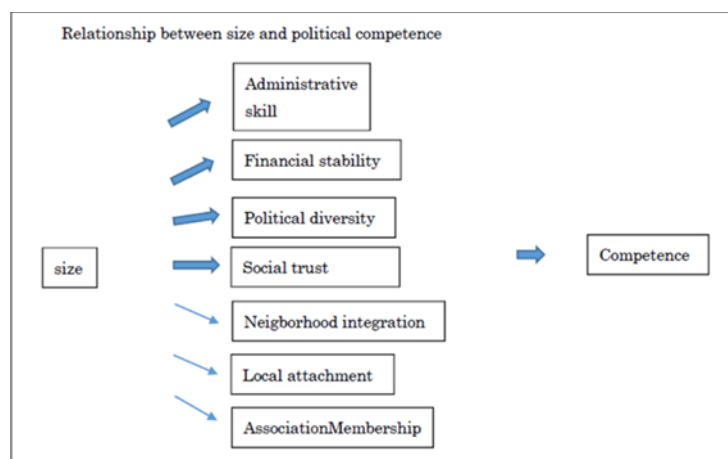 Relationship between size and political competence
Administrative
skill
Financial stability
Political diversity
size
Social trust
Competence
Neigborhood integration
Local attachment
AssociationMembership